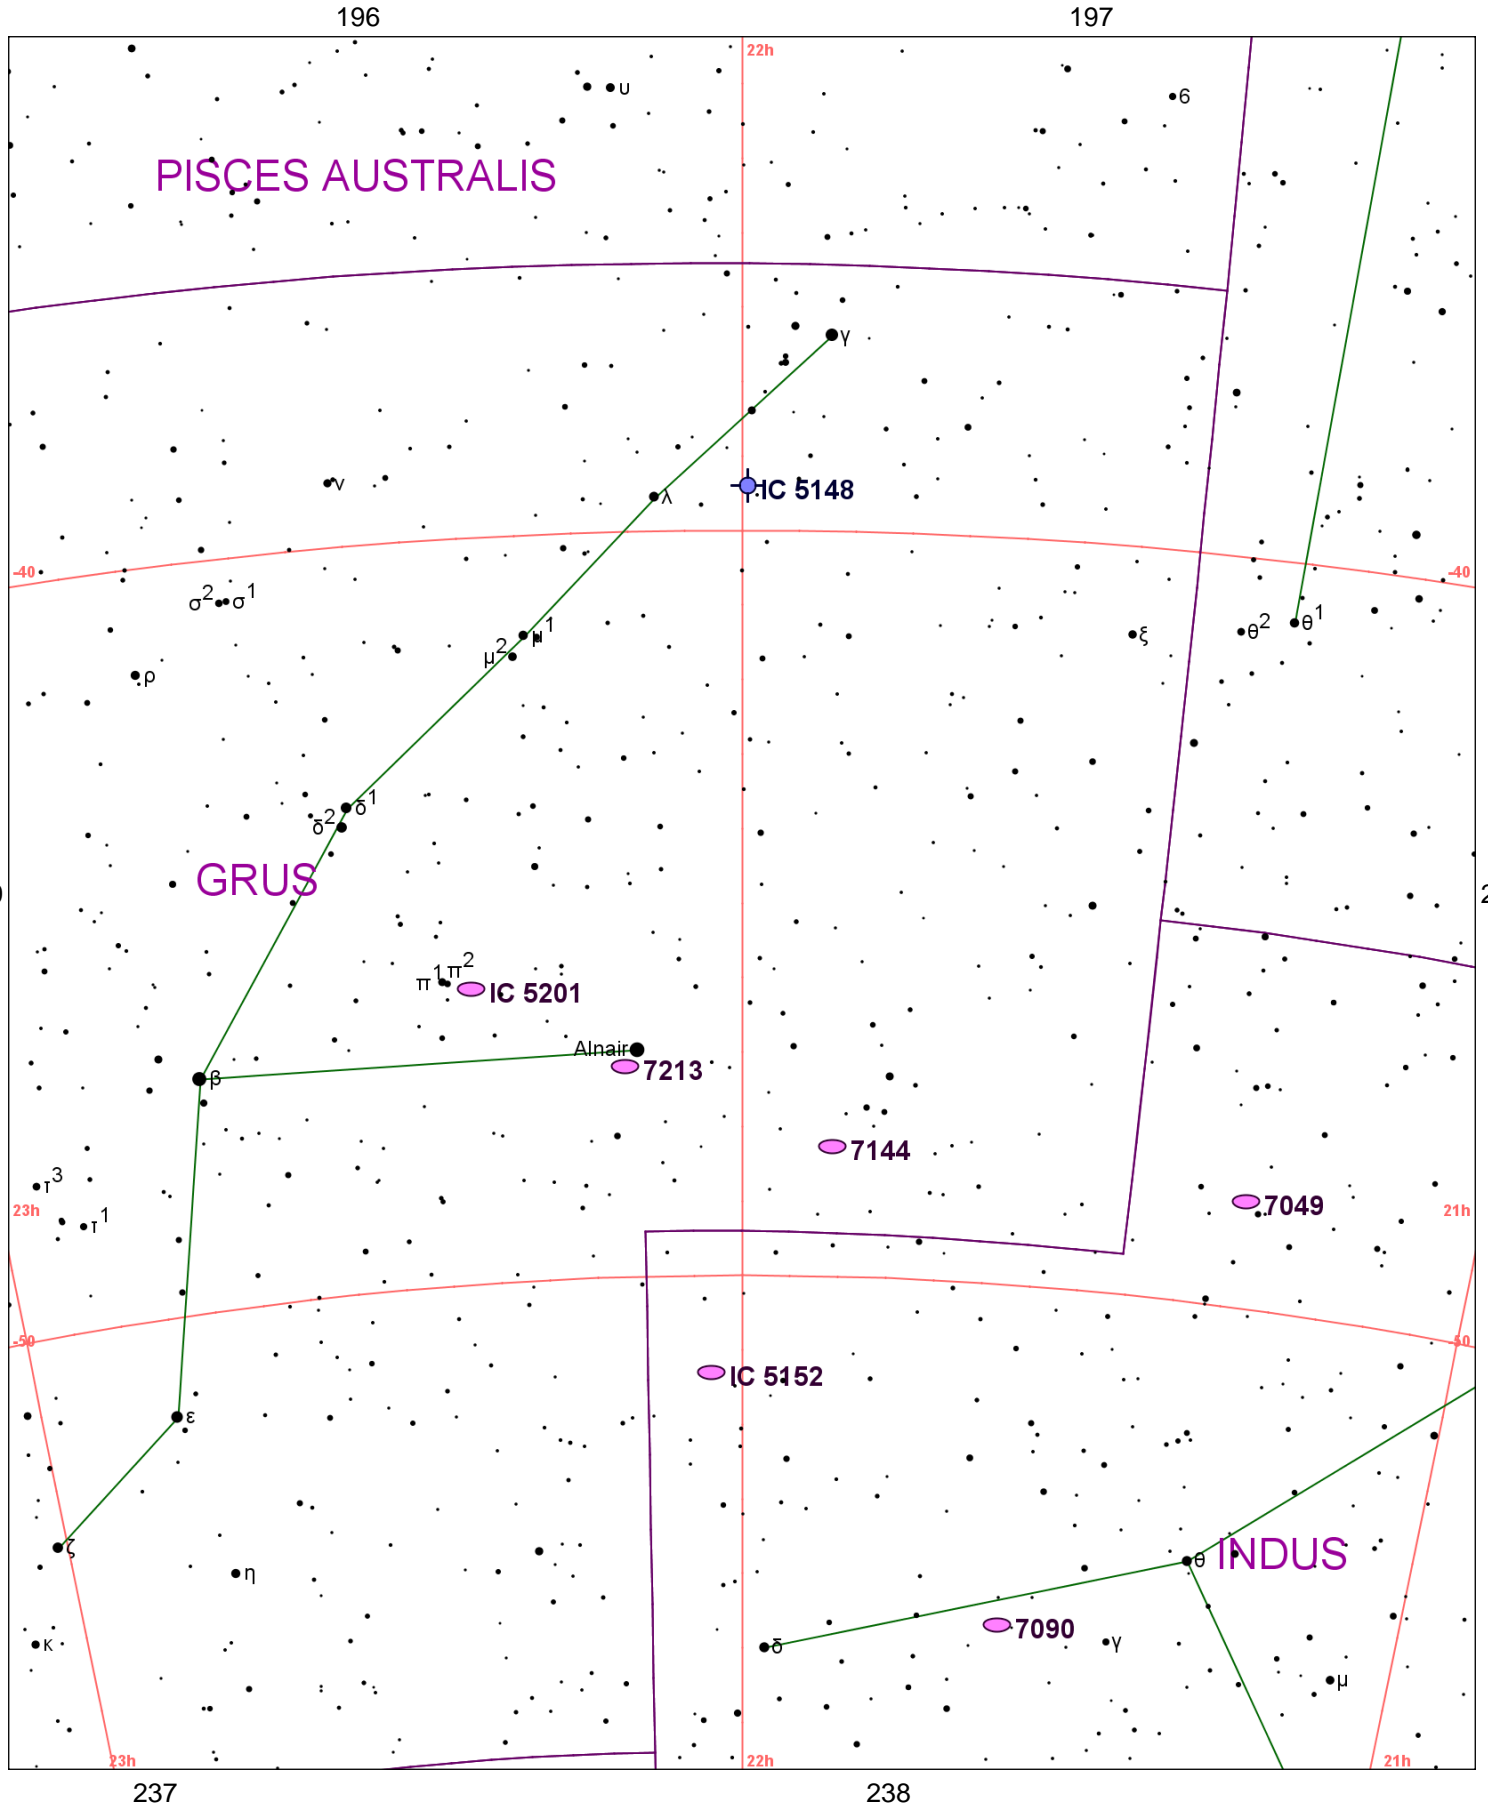 196 197
22h
υ
6
PISCES AUSTRALIS
γ
ν
λ
IC 5148
-40 -40
σ2 σ1
μ1
ξ
θ2
θ1
μ2
ρ
δ1
δ2
GRUS
π1 π2
IC 5201
Alnair
7213
β
7144
ι3
ι1
23h
7049
21h
-50 -50
IC 5152
ε
ζ
θ
INDUS
η
7090
κ
δ
γ
μ
23h 22h 21h
237 238